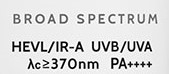 BROAD SPECTRUM
HEVL/IR-A UVB/UVA
λc≥370nm PA++++